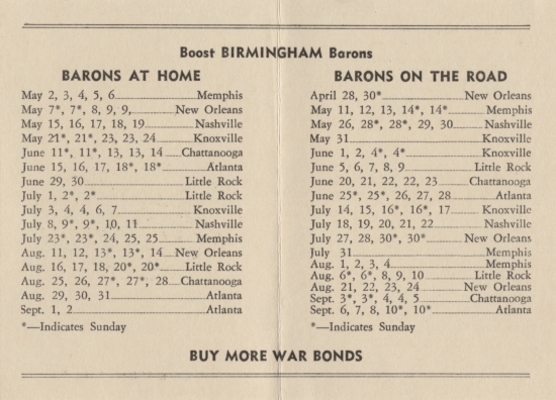 Boost BIRMINGHAM Barons
BARONS AT HOME
May 2, 3, 4, 5, 6 Memphis
May 7*, 7*, 8, 9, 9, New Orleans
May 15, 16, 17, 18, 19 Nashville
May 21*, 21*, 23, 23, 24 Knoxville
June 11*, 11*, 13, 13, 14 Chattanooga
June 15, 16, 17, 18*, 18* Atlanta
June 29, 30 Little Rock
July 1, 2*, 2* Little Rock
July 3, 4, 4, 6, 7 Knoxville
July 8, 9*, 9*, 10, 11 Nashville
July 23*, 23*, 24, 25, 25 Memphis
Aug. 11, 12, 13*, 13*, 14 New Orleans
Aug. 16, 17, 18, 20*, 20* Little Rock
Aug. 25, 26, 27*, 27*, 28 Chattanooga
Aug. 29, 30, 31 Atlanta
Sept. 1, 2 Atlanta
*—Indicates Sunday
BARONS ON THE ROAD
April 28, 30* New Orleans
May 11, 12, 13, 14*, 14* Memphis
May 26, 28*, 28*, 29, 30 Nashville
May 31 Knoxville
June 1, 2, 4*, 4* Knoxville
June 5, 6, 7, 8, 9 Little Rock
June 20, 21, 22, 22, 23 Chattanooga
June 25*, 25*, 26, 27, 28 Atlanta
July 14, 15, 16*, 16*, 17 Knoxville
July 18, 19, 20, 21, 22 Nashville
July 27, 28, 30*, 30* New Orleans
July 31 Memphis
Aug. 1, 2, 3, 4 Memphis
Aug. 6*, 6*, 8, 9, 10 Little Rock
Aug. 21, 22, 23, 24 New Orleans
Sept. 3*, 3*, 4, 4, 5 Chattanooga
Sept. 6, 7, 8, 10*, 10* Atlanta
*—Indicates Sunday
BUY MORE WAR BONDS